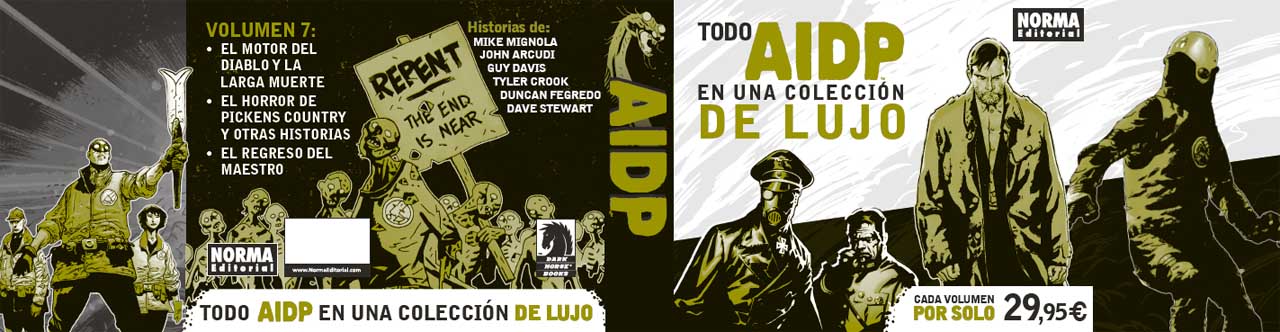 VOLUMEN 7:
• EL MOTOR DEL
DIABLO Y LA
LARGA MUERTE
• EL HORROR DE
PICKENS COUNTRY
Y OTRAS HISTORIAS
• EL REGRESO DEL
MAESTRO
REPENT
THE END
IS NEAR
Historias de:
MIKE MIGNOLA
JOHN ARCUDI
GUY DAVIS
TYLER CROOK
DUNCAN FEGREDO
DAVE STEWART
NORMA
Editorial
www.NormaEditorial.com
DARK
HORSE
BOOKS
TODO AIDP EN UNA COLECCIÓN DE LUJO
AIDP
TODO AIDP
EN UNA COLECCIÓN
DE LUJO
NORMA
Editorial
CADA VOLUMEN
POR SOLO 29,95€